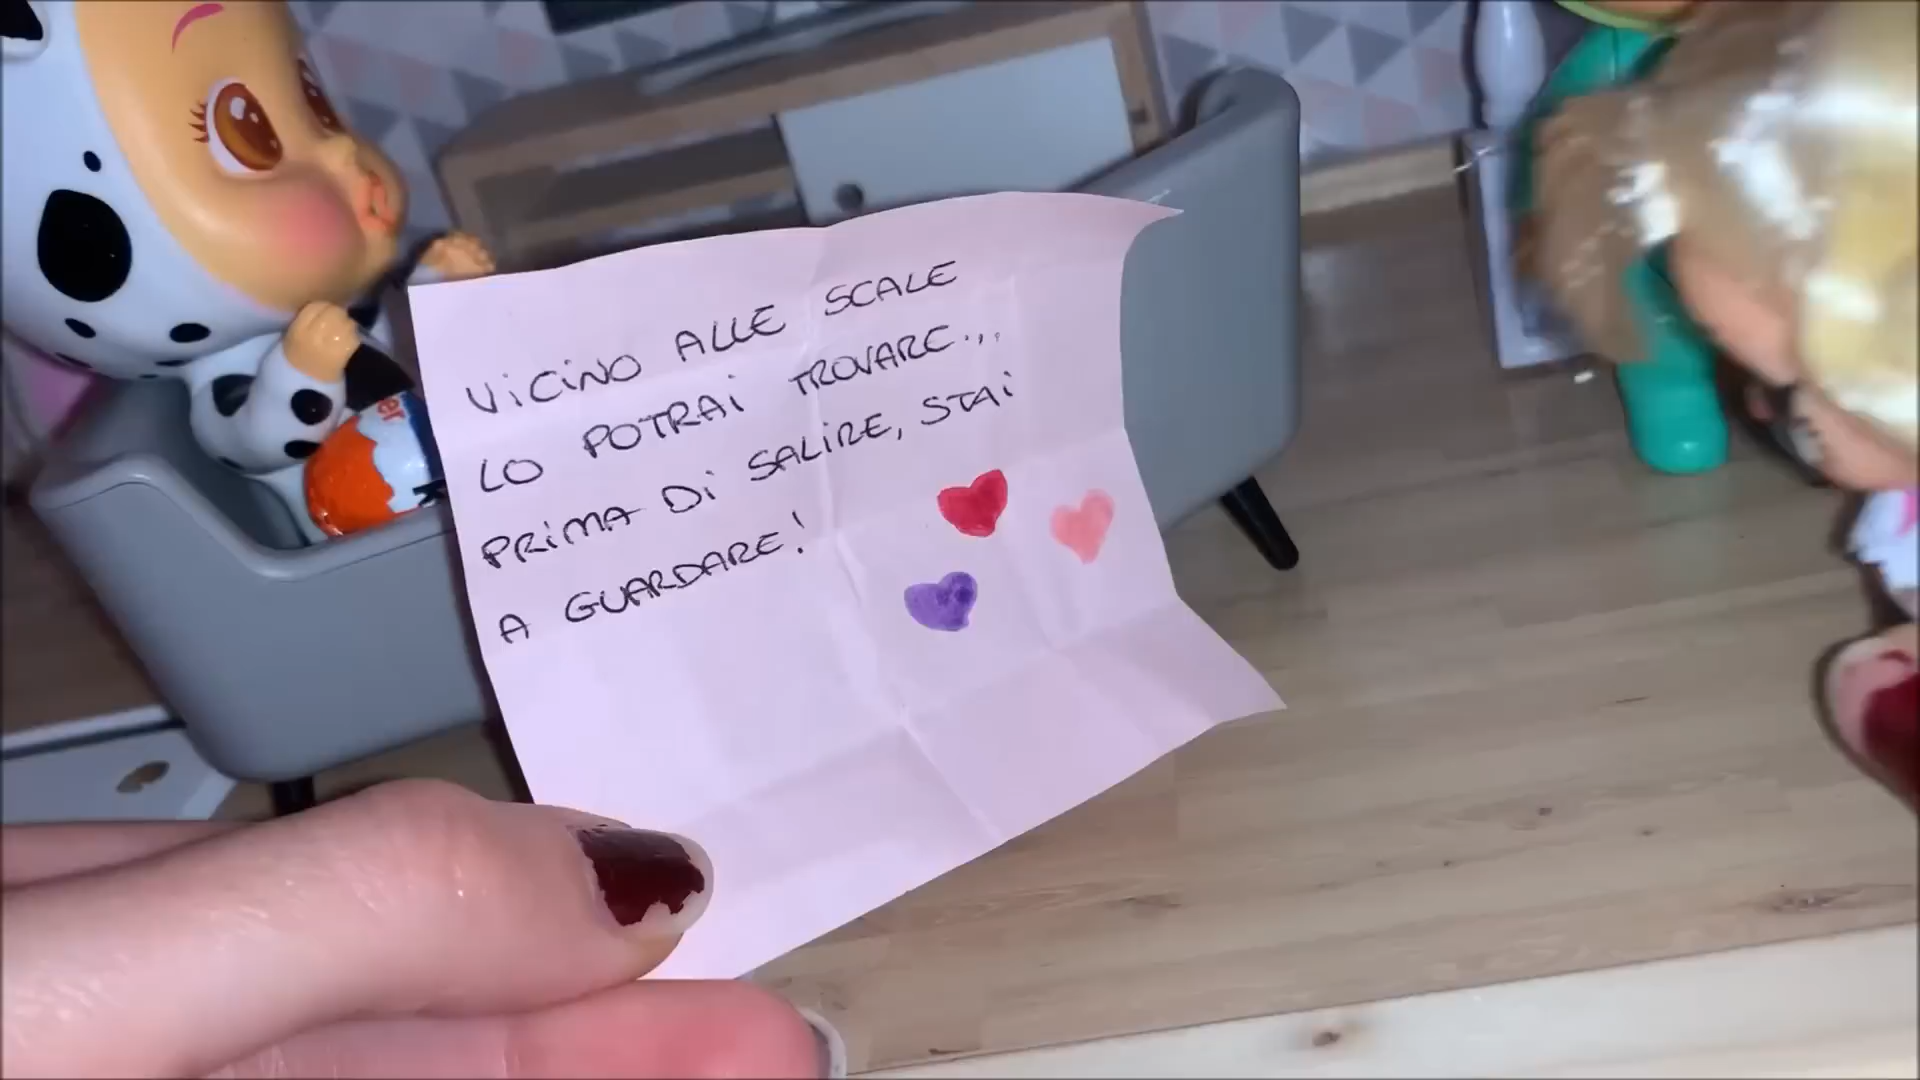 VICINO ALLE SCALE
LO POTRAI TROVARE...
PRIMA DI SALIRE, STAI
A GUARDARE!